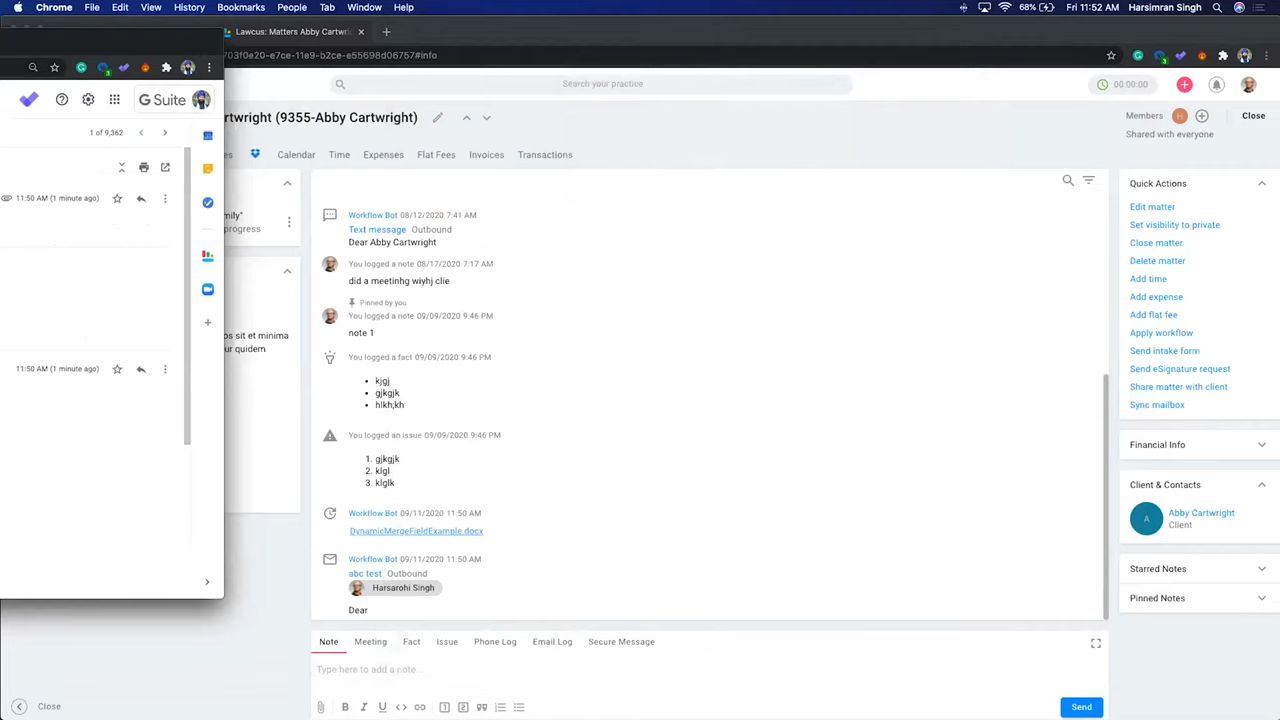 Chrome File Edit View History Bookmarks People Tab Window Help
68% Fri 11:52 AM Harsimran Singh
Lawcus: Matters Abby Cartwri
703f0e20-e7ce-11e9-b2ce-e55698d06757#info
Search your practice
00:00:00
G Suite
rtwright (9355-Abby Cartwright)
Members H Close
Shared with everyone
1 of 9,362
es Calendar Time Expenses Flat Fees Invoices Transactions
11:50 AM (1 minute ago)
mily"
progress
os sit et minima
ur quidem
11:50 AM (1 minute ago)
Workflow Bot 08/12/2020 7:41 AM
Text message Outbound
Dear Abby Cartwright
You logged a note 08/17/2020 7:17 AM
did a meetinhg wiyhj clie
Pinned by you
You logged a note 09/09/2020 9:46 PM
note 1
You logged a fact 09/09/2020 9:46 PM
• kjgj
• gjkgjk
• hlkh;kh
You logged an issue 09/09/2020 9:46 PM
1. gjkgjk
2. klgl
3. klglk
Workflow Bot 09/11/2020 11:50 AM
DynamicMergeFieldExample.docx
Workflow Bot 09/11/2020 11:50 AM
abc test Outbound
Harsarohi Singh
Dear
Note Meeting Fact Issue Phone Log Email Log Secure Message
Type here to add a note...
Send
Close
Quick Actions
Edit matter
Set visibility to private
Close matter
Delete matter
Add time
Add expense
Add flat fee
Apply workflow
Send intake form
Send eSignature request
Share matter with client
Sync mailbox
Financial Info
Client & Contacts
A Abby Cartwright
Client
Starred Notes
Pinned Notes